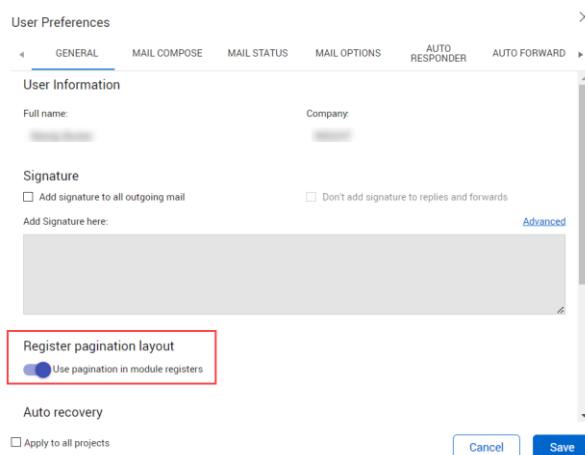 User Preferences
GENERAL MAIL COMPOSE MAIL STATUS MAIL OPTIONS AUTO RESPONDER AUTO FORWARD
User Information
Full name: Company:
Signature
Add signature to all outgoing mail Don't add signature to replies and forwards
Add Signature here: Advanced
Register pagination layout
Use pagination in module registers
Auto recovery
Apply to all projects Cancel Save